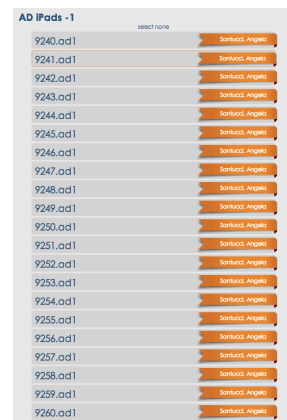 AD iPads - 1
select none
9240.ad1 Santucci, Angela
9241.ad1 Santucci, Angela
9242.ad1 Santucci, Angela
9243.ad1 Santucci, Angela
9244.ad1 Santucci, Angela
9245.ad1 Santucci, Angela
9246.ad1 Santucci, Angela
9247.ad1 Santucci, Angela
9248.ad1 Santucci, Angela
9249.ad1 Santucci, Angela
9250.ad1 Santucci, Angela
9251.ad1 Santucci, Angela
9252.ad1 Santucci, Angela
9253.ad1 Santucci, Angela
9254.ad1 Santucci, Angela
9255.ad1 Santucci, Angela
9256.ad1 Santucci, Angela
9257.ad1 Santucci, Angela
9258.ad1 Santucci, Angela
9259.ad1 Santucci, Angela
9260.ad1 Santucci, Angela